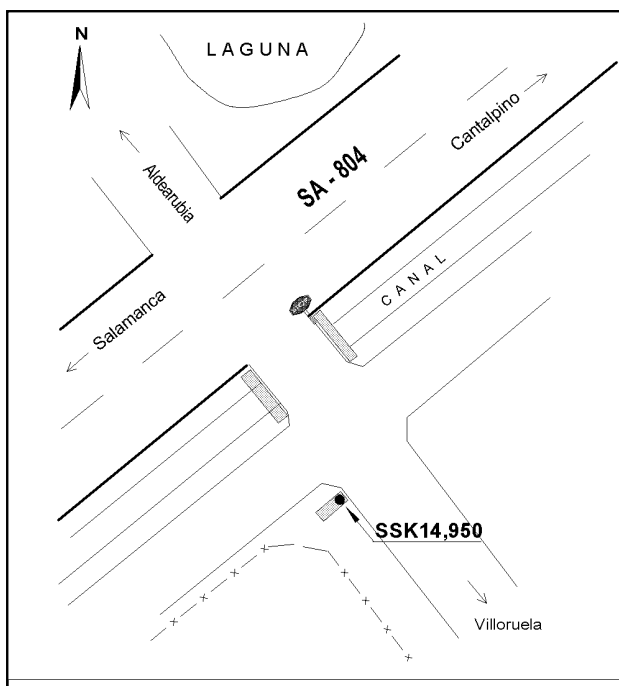 N
LAGUNA
Cantalpino
SA - 804
Aldearubia
CANAL
Salamanca
SSK14,950
Villoruela